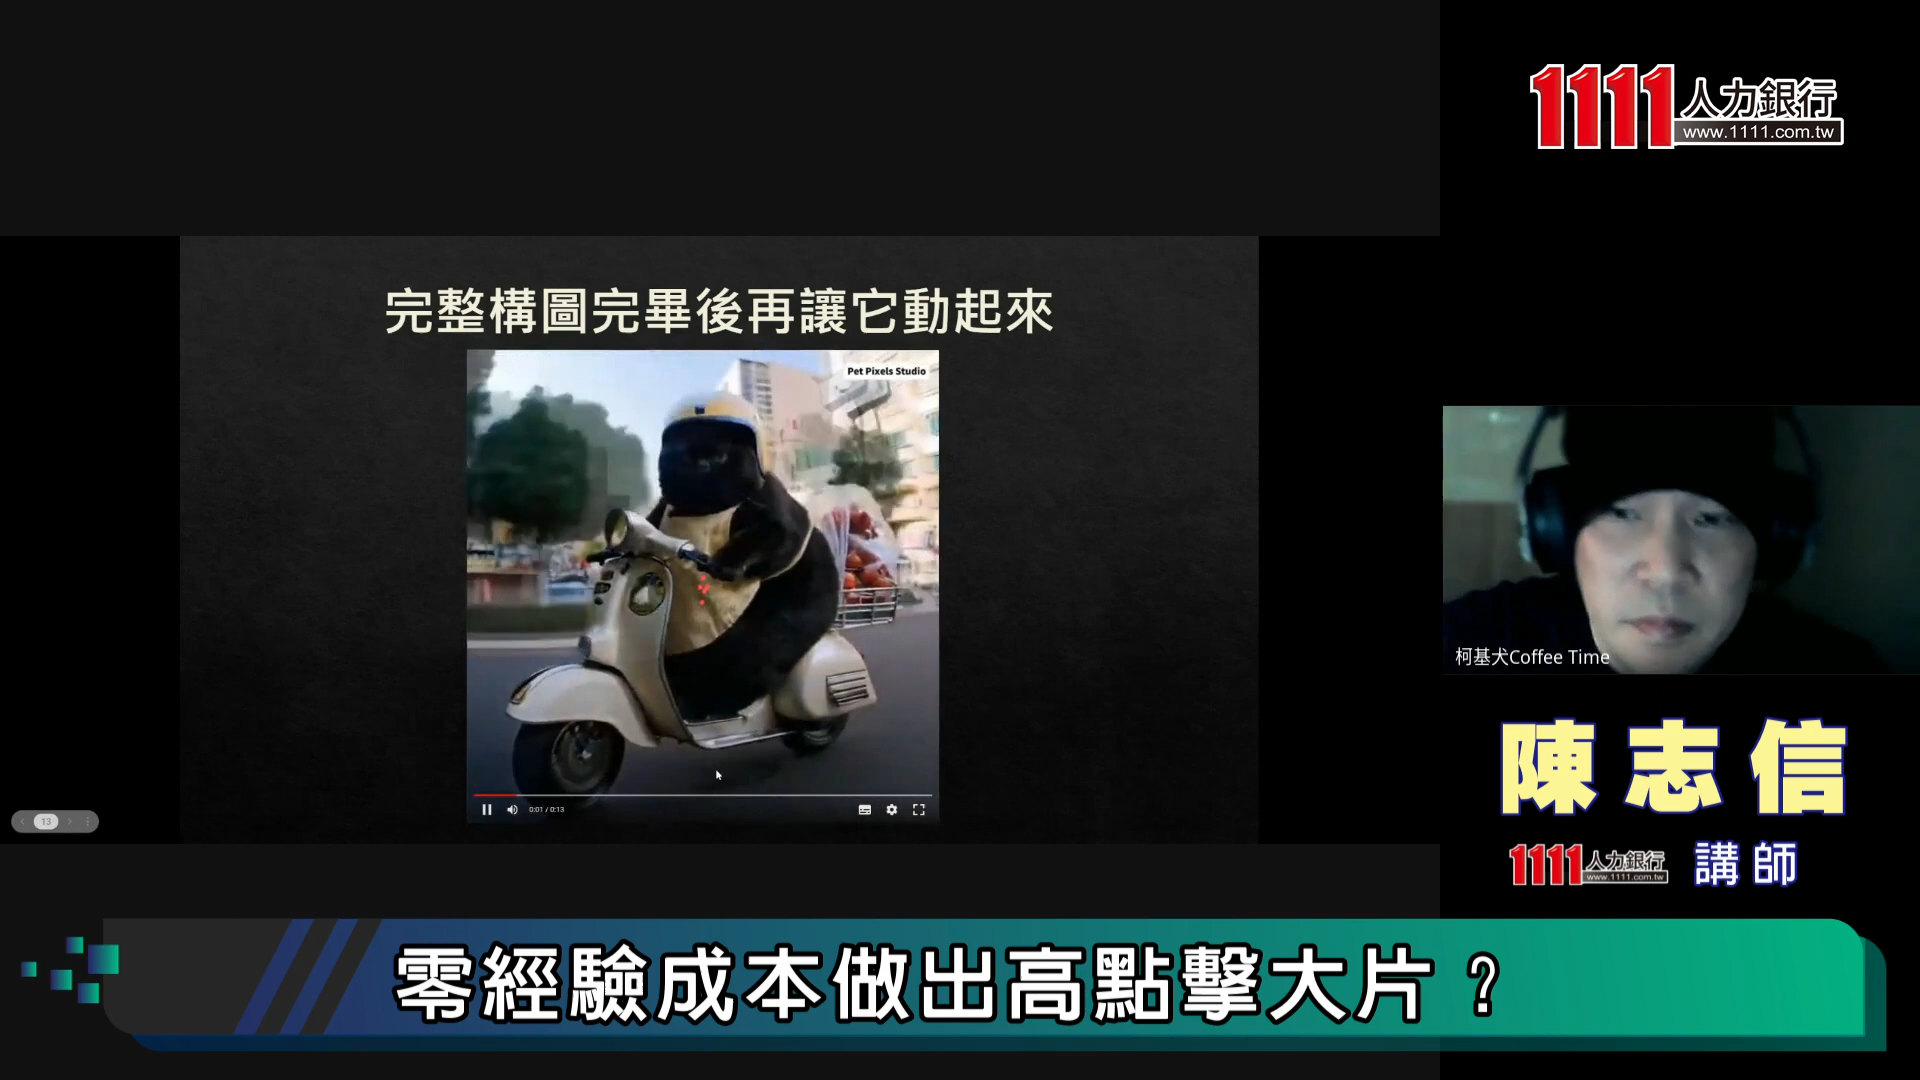 1111人力銀行
www.1111.com.tw
完整構圖完畢後再讓它動起來
Pet Pixels Studio
0:01 / 0:13
13
柯基犬Coffee Time
陳志信
1111人力銀行
www.1111.com.tw
講師
零經驗成本做出高點擊大片？